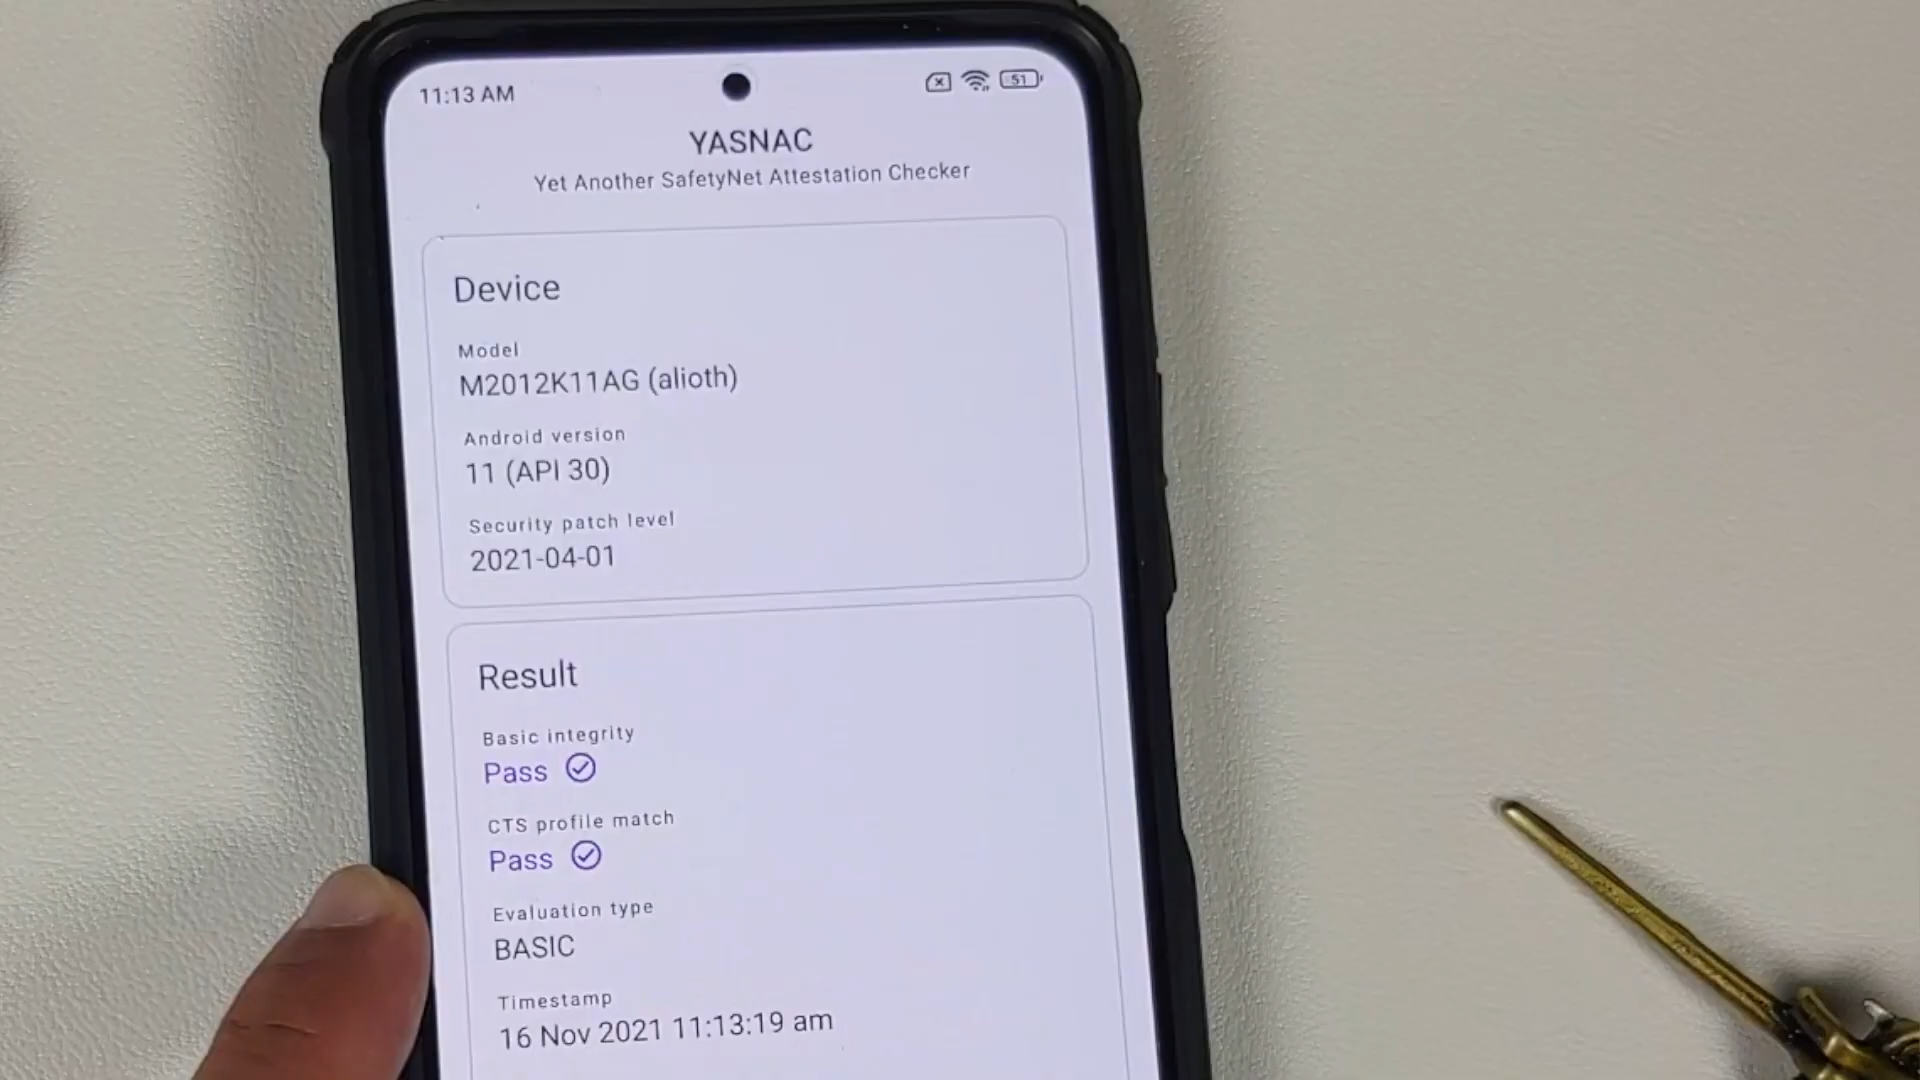 11:13 AM
51
YASNAC
Yet Another SafetyNet Attestation Checker
Device
Model
M2012K11AG (alioth)
Android version
11 (API 30)
Security patch level
2021-04-01
Result
Basic integrity
Pass
CTS profile match
Pass
Evaluation type
BASIC
Timestamp
16 Nov 2021 11:13:19 am